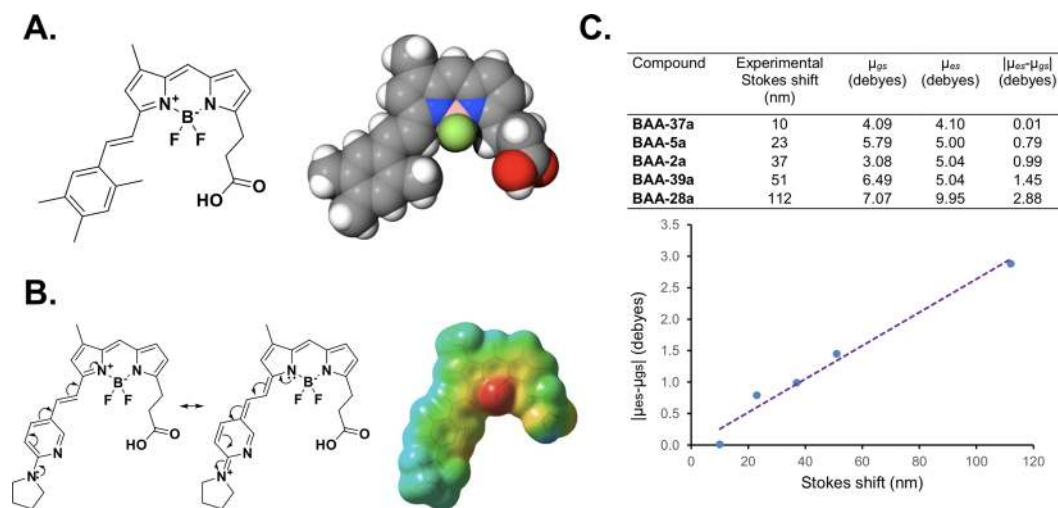 A.
N⁺
N
B⁻
F F
HO
O
B.
N⁺
N
B⁻
F F
N
N
HO
O
N
N
B⁻
F F
N
N⁺
HO
O
C.
Compound Experimental Stokes shift (nm) μgs (debyes) μes (debyes) |μes-μgs| (debyes)
BAA-37a 10 4.09 4.10 0.01
BAA-5a 23 5.79 5.00 0.79
BAA-2a 37 3.08 5.04 0.99
BAA-39a 51 6.49 5.04 1.45
BAA-28a 112 7.07 9.95 2.88
|μes-μgs| (debyes)
3.5
3.0
2.5
2.0
1.5
1.0
0.5
0.0
0 20 40 60 80 100 120
Stokes shift (nm)